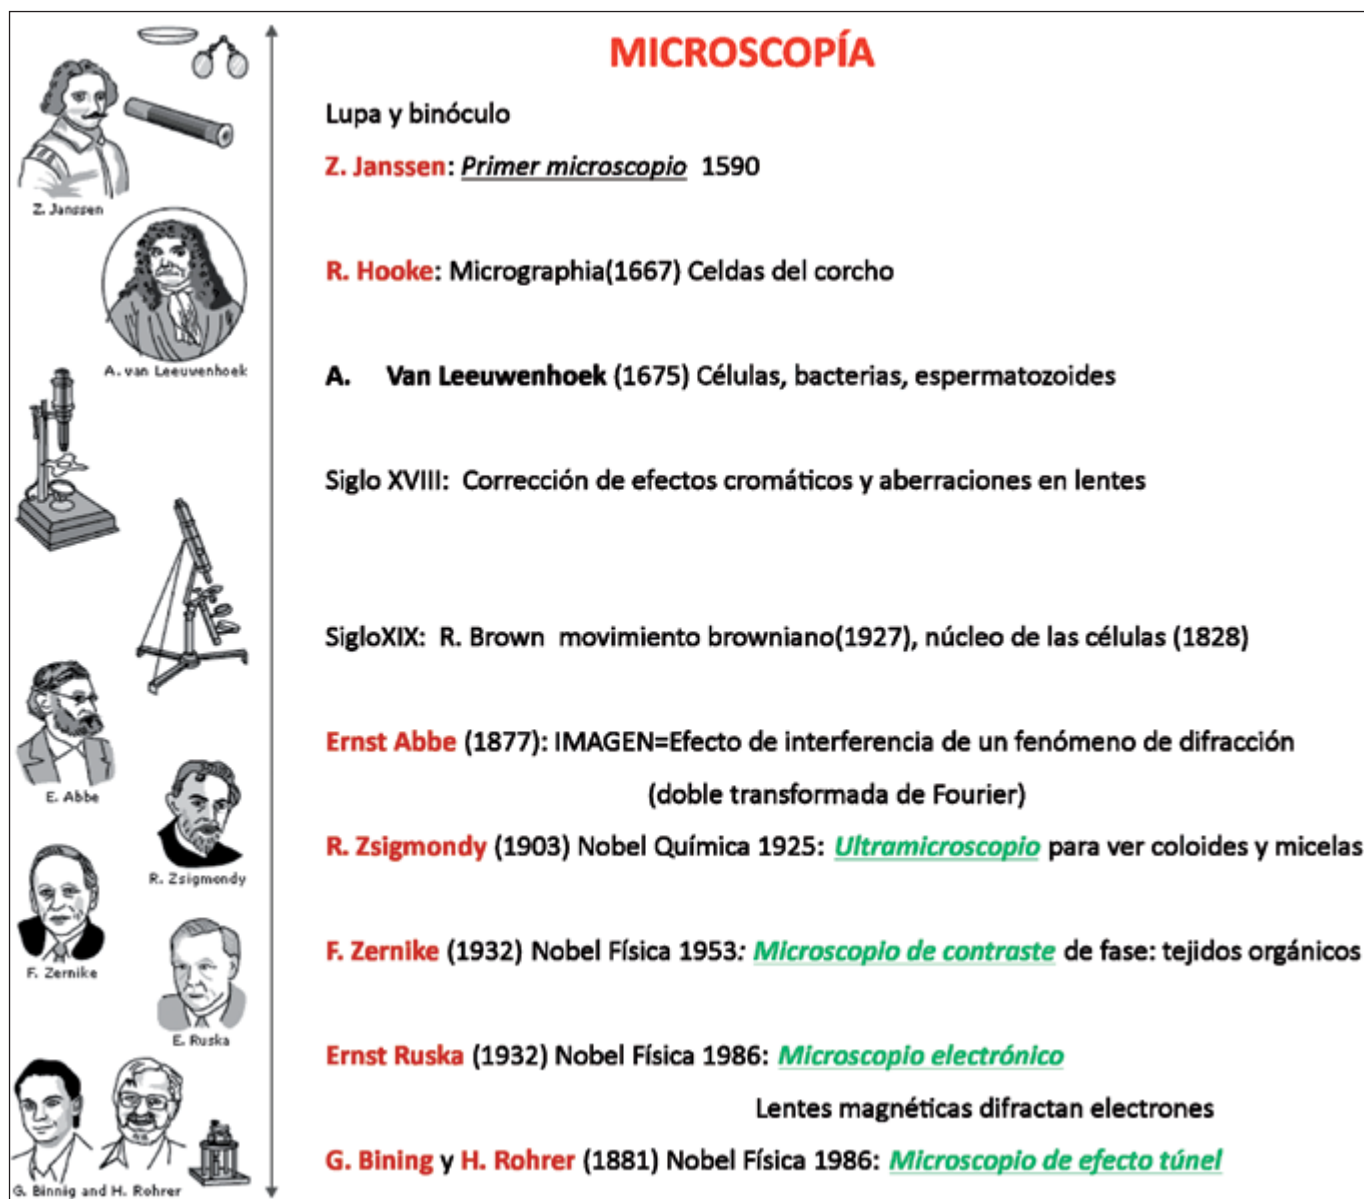 MICROSCOPÍA
Lupa y binóculo
Z. Janssen: Primer microscopio 1590
Z. Janssen
R. Hooke: Micrographia(1667) Celdas del corcho
A. van Leeuwenhoek
A. Van Leeuwenhoek (1675) Células, bacterias, espermatozoides
Siglo XVIII: Corrección de efectos cromáticos y aberraciones en lentes
SigloXIX: R. Brown movimiento browniano(1927), núcleo de las células (1828)
Ernst Abbe (1877): IMAGEN=Efecto de interferencia de un fenómeno de difracción
(doble transformada de Fourier)
E. Abbe
R. Zsigmondy (1903) Nobel Química 1925: Ultramicroscopio para ver coloides y micelas
R. Zsigmondy
F. Zernike (1932) Nobel Física 1953: Microscopio de contraste de fase: tejidos orgánicos
F. Zernike
E. Ruska
Ernst Ruska (1932) Nobel Física 1986: Microscopio electrónico
Lentes magnéticas difractan electrones
G. Bining y H. Rohrer (1881) Nobel Física 1986: Microscopio de efecto túnel
G. Binnig and H. Rohrer